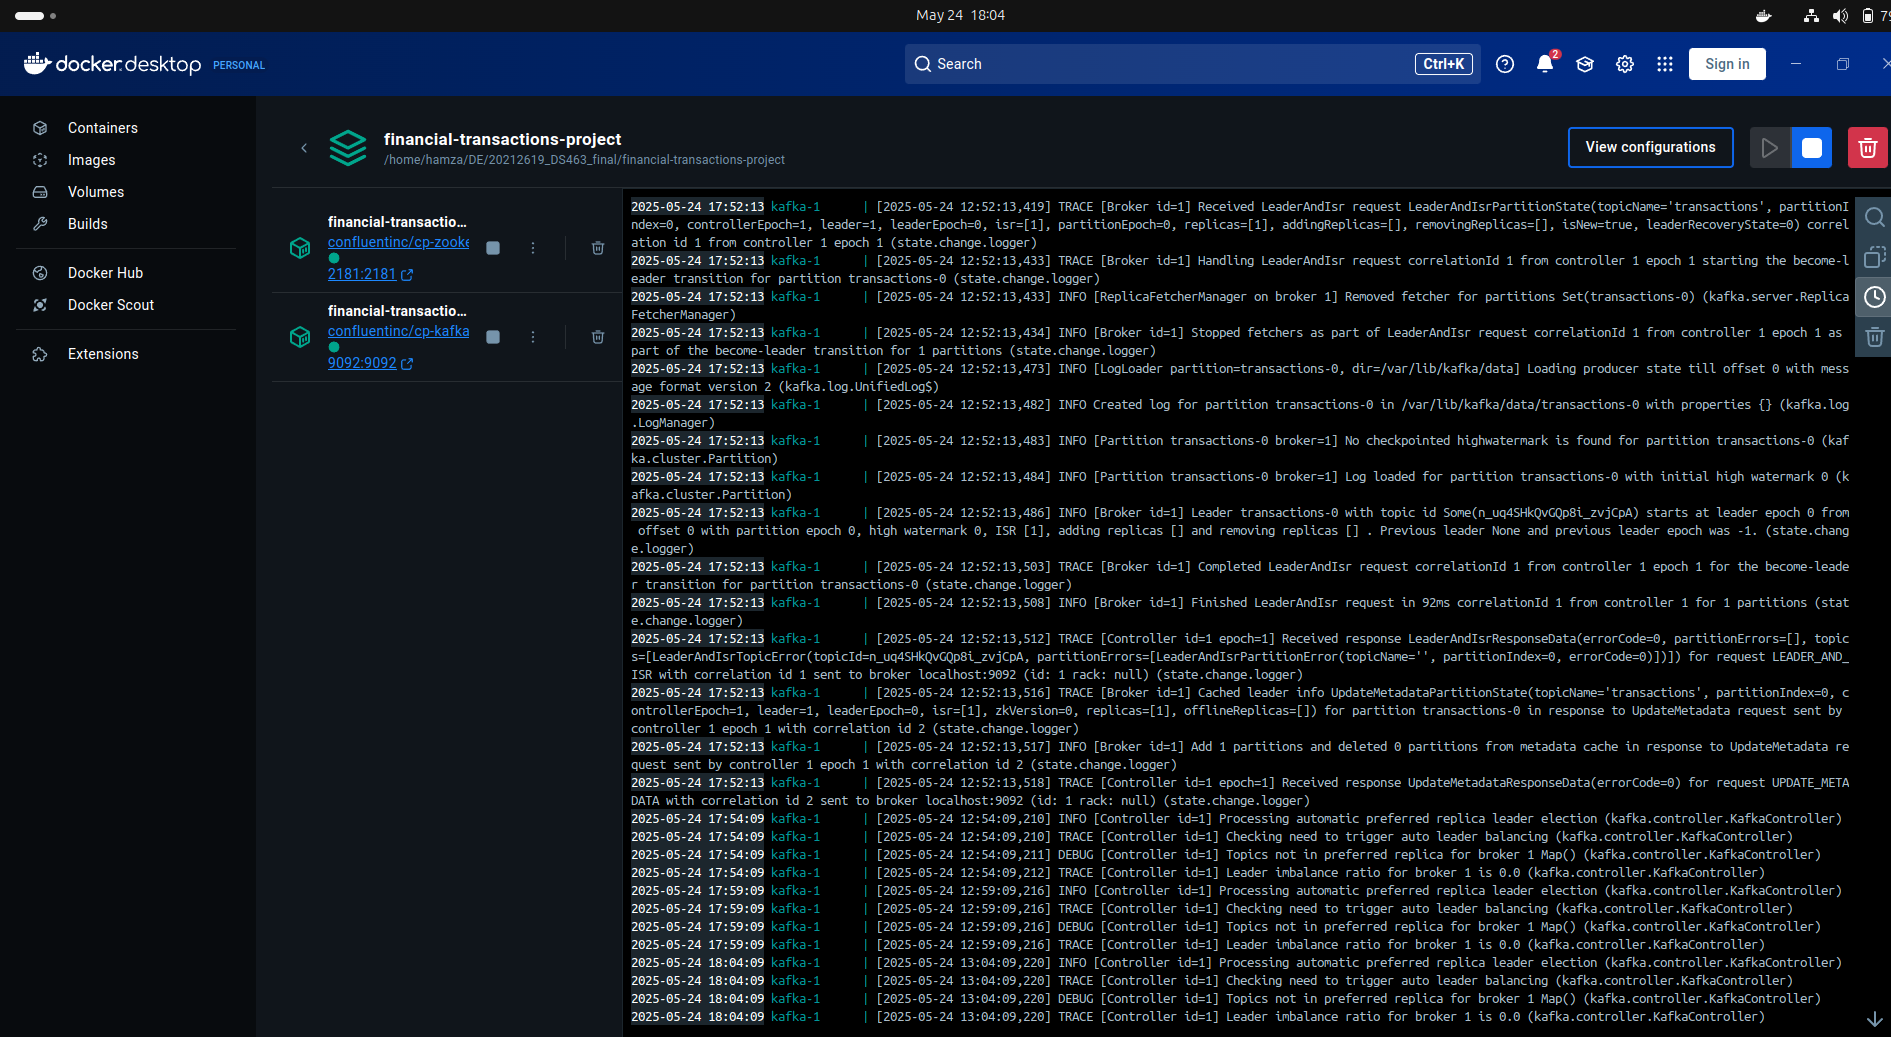 May 24  18:04
79
docker.desktop PERSONAL
Search
Ctrl+K
2
Sign in
Containers
Images
Volumes
Builds
Docker Hub
Docker Scout
Extensions
financial-transactions-project
/home/hamza/DE/20212619_DS463_final/financial-transactions-project
View configurations
financial-transactio...
confluentinc/cp-zooke
2181:2181
financial-transactio...
confluentinc/cp-kafka
9092:9092
2025-05-24 17:52:13 kafka-1 | [2025-05-24 12:52:13,419] TRACE [Broker id=1] Received LeaderAndIsr request LeaderAndIsrPartitionState(topicName='transactions', partitionI
ndex=0, controllerEpoch=1, leader=1, leaderEpoch=0, isr=[1], partitionEpoch=0, replicas=[1], addingReplicas=[], removingReplicas=[], isNew=true, leaderRecoveryState=0) correl
ation id 1 from controller 1 epoch 1 (state.change.logger)
2025-05-24 17:52:13 kafka-1 | [2025-05-24 12:52:13,433] TRACE [Broker id=1] Handling LeaderAndIsr request correlationId 1 from controller 1 epoch 1 starting the become-l
eader transition for partition transactions-0 (state.change.logger)
2025-05-24 17:52:13 kafka-1 | [2025-05-24 12:52:13,433] INFO [ReplicaFetcherManager on broker 1] Removed fetcher for partitions Set(transactions-0) (kafka.server.Replica
FetcherManager)
2025-05-24 17:52:13 kafka-1 | [2025-05-24 12:52:13,434] INFO [Broker id=1] Stopped fetchers as part of LeaderAndIsr request correlationId 1 from controller 1 epoch 1 as
part of the become-leader transition for 1 partitions (state.change.logger)
2025-05-24 17:52:13 kafka-1 | [2025-05-24 12:52:13,473] INFO [LogLoader partition=transactions-0, dir=/var/lib/kafka/data] Loading producer state till offset 0 with mess
age format version 2 (kafka.log.UnifiedLog$)
2025-05-24 17:52:13 kafka-1 | [2025-05-24 12:52:13,482] INFO Created log for partition transactions-0 in /var/lib/kafka/data/transactions-0 with properties {} (kafka.log
.LogManager)
2025-05-24 17:52:13 kafka-1 | [2025-05-24 12:52:13,483] INFO [Partition transactions-0 broker=1] No checkpointed highwatermark is found for partition transactions-0 (kaf
ka.cluster.Partition)
2025-05-24 17:52:13 kafka-1 | [2025-05-24 12:52:13,484] INFO [Partition transactions-0 broker=1] Log loaded for partition transactions-0 with initial high watermark 0 (k
afka.cluster.Partition)
2025-05-24 17:52:13 kafka-1 | [2025-05-24 12:52:13,486] INFO [Broker id=1] Leader transactions-0 with topic id Some(n_uq4SHkQvGQp8i_zvjCpA) starts at leader epoch 0 from
offset 0 with partition epoch 0, high watermark 0, ISR [1], adding replicas [] and removing replicas [] . Previous leader None and previous leader epoch was -1. (state.chang
e.logger)
2025-05-24 17:52:13 kafka-1 | [2025-05-24 12:52:13,503] TRACE [Broker id=1] Completed LeaderAndIsr request correlationId 1 from controller 1 epoch 1 for the become-leade
r transition for partition transactions-0 (state.change.logger)
2025-05-24 17:52:13 kafka-1 | [2025-05-24 12:52:13,508] INFO [Broker id=1] Finished LeaderAndIsr request in 92ms correlationId 1 from controller 1 for 1 partitions (stat
e.change.logger)
2025-05-24 17:52:13 kafka-1 | [2025-05-24 12:52:13,512] TRACE [Controller id=1 epoch=1] Received response LeaderAndIsrResponseData(errorCode=0, partitionErrors=[], topic
s=[LeaderAndIsrTopicError(topicId=n_uq4SHkQvGQp8i_zvjCpA, partitionErrors=[LeaderAndIsrPartitionError(topicName='', partitionIndex=0, errorCode=0)])]) for request LEADER_AND_
ISR with correlation id 1 sent to broker localhost:9092 (id: 1 rack: null) (state.change.logger)
2025-05-24 17:52:13 kafka-1 | [2025-05-24 12:52:13,516] TRACE [Broker id=1] Cached leader info UpdateMetadataPartitionState(topicName='transactions', partitionIndex=0, c
ontrollerEpoch=1, leader=1, leaderEpoch=0, isr=[1], zkVersion=0, replicas=[1], offlineReplicas=[]) for partition transactions-0 in response to UpdateMetadata request sent by
controller 1 epoch 1 with correlation id 2 (state.change.logger)
2025-05-24 17:52:13 kafka-1 | [2025-05-24 12:52:13,517] INFO [Broker id=1] Add 1 partitions and deleted 0 partitions from metadata cache in response to UpdateMetadata re
quest sent by controller 1 epoch 1 with correlation id 2 (state.change.logger)
2025-05-24 17:52:13 kafka-1 | [2025-05-24 12:52:13,518] TRACE [Controller id=1 epoch=1] Received response UpdateMetadataResponseData(errorCode=0) for request UPDATE_META
DATA with correlation id 2 sent to broker localhost:9092 (id: 1 rack: null) (state.change.logger)
2025-05-24 17:54:09 kafka-1 | [2025-05-24 12:54:09,210] INFO [Controller id=1] Processing automatic preferred replica leader election (kafka.controller.KafkaController)
2025-05-24 17:54:09 kafka-1 | [2025-05-24 12:54:09,210] TRACE [Controller id=1] Checking need to trigger auto leader balancing (kafka.controller.KafkaController)
2025-05-24 17:54:09 kafka-1 | [2025-05-24 12:54:09,211] DEBUG [Controller id=1] Topics not in preferred replica for broker 1 Map() (kafka.controller.KafkaController)
2025-05-24 17:54:09 kafka-1 | [2025-05-24 12:54:09,212] TRACE [Controller id=1] Leader imbalance ratio for broker 1 is 0.0 (kafka.controller.KafkaController)
2025-05-24 17:59:09 kafka-1 | [2025-05-24 12:59:09,216] INFO [Controller id=1] Processing automatic preferred replica leader election (kafka.controller.KafkaController)
2025-05-24 17:59:09 kafka-1 | [2025-05-24 12:59:09,216] TRACE [Controller id=1] Checking need to trigger auto leader balancing (kafka.controller.KafkaController)
2025-05-24 17:59:09 kafka-1 | [2025-05-24 12:59:09,216] DEBUG [Controller id=1] Topics not in preferred replica for broker 1 Map() (kafka.controller.KafkaController)
2025-05-24 17:59:09 kafka-1 | [2025-05-24 12:59:09,216] TRACE [Controller id=1] Leader imbalance ratio for broker 1 is 0.0 (kafka.controller.KafkaController)
2025-05-24 18:04:09 kafka-1 | [2025-05-24 13:04:09,220] INFO [Controller id=1] Processing automatic preferred replica leader election (kafka.controller.KafkaController)
2025-05-24 18:04:09 kafka-1 | [2025-05-24 13:04:09,220] TRACE [Controller id=1] Checking need to trigger auto leader balancing (kafka.controller.KafkaController)
2025-05-24 18:04:09 kafka-1 | [2025-05-24 13:04:09,220] DEBUG [Controller id=1] Topics not in preferred replica for broker 1 Map() (kafka.controller.KafkaController)
2025-05-24 18:04:09 kafka-1 | [2025-05-24 13:04:09,220] TRACE [Controller id=1] Leader imbalance ratio for broker 1 is 0.0 (kafka.controller.KafkaController)